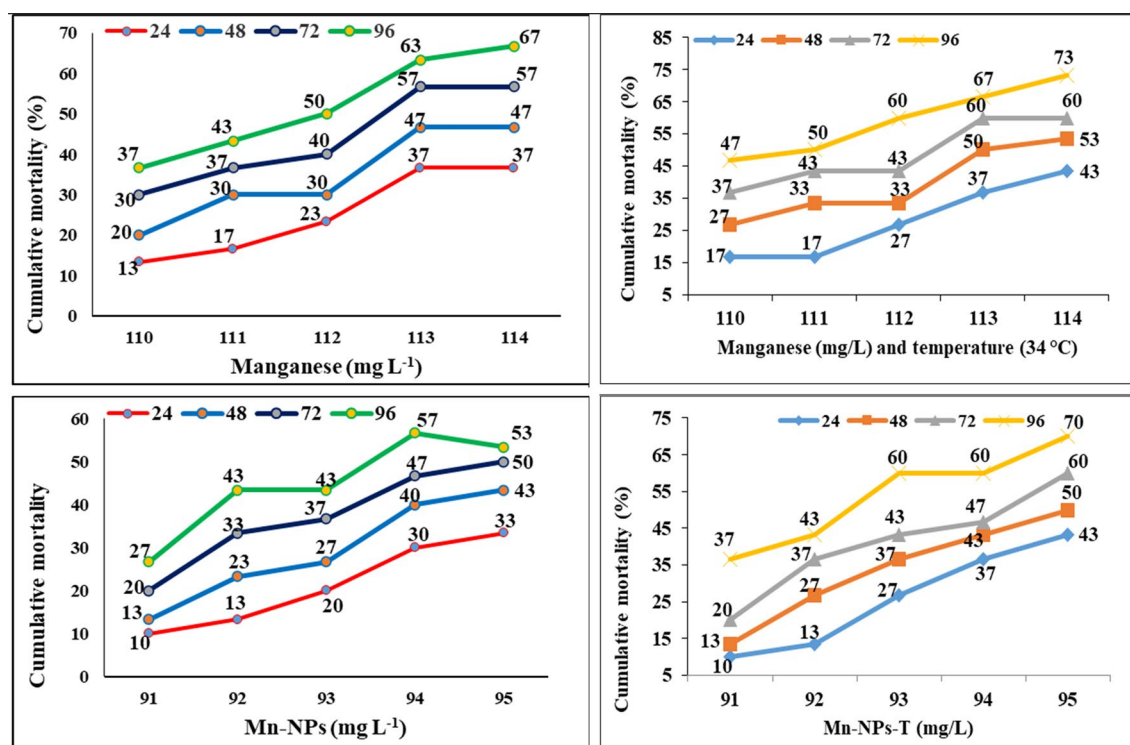 24 48 72 96
Cumulative mortality (%)
70
60
50
40
30
20
10
0
37 43 50 63 67
30 37 40 57 57
20 30 30 47 47
13 17 23 37 37
110 111 112 113 114
Manganese (mg L-1)
24 48 72 96
Cumulative mortality (%)
85
75
65
55
45
35
25
15
5
47 50 60 67 73
37 43 43 60 60
27 33 33 50 53
17 17 27 37 43
110 111 112 113 114
Manganese (mg/L) and temperature (34 °C)
24 48 72 96
Cumulative mortality
60
50
40
30
20
10
0
27 43 43 57 53
20 33 37 47 50
13 23 27 40 43
10 13 20 30 33
91 92 93 94 95
Mn-NPs (mg L-1)
24 48 72 96
Cumulative mortality (%)
75
65
55
45
35
25
15
5
37 43 60 60 70
20 37 43 47 60
13 27 37 43 50
10 13 27 37 43
91 92 93 94 95
Mn-NPs-T (mg/L)